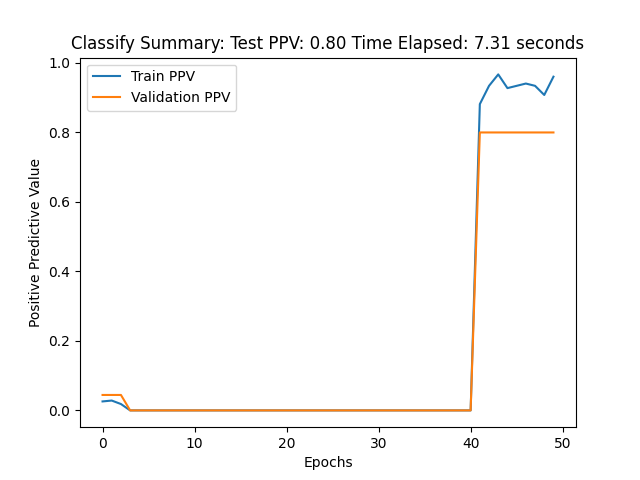 Classify Summary: Test PPV: 0.80 Time Elapsed: 7.31 seconds
Train PPV
Validation PPV
1.0
0.8
0.6
0.4
0.2
0.0
Positive Predictive Value
0 10 20 30 40 50
Epochs